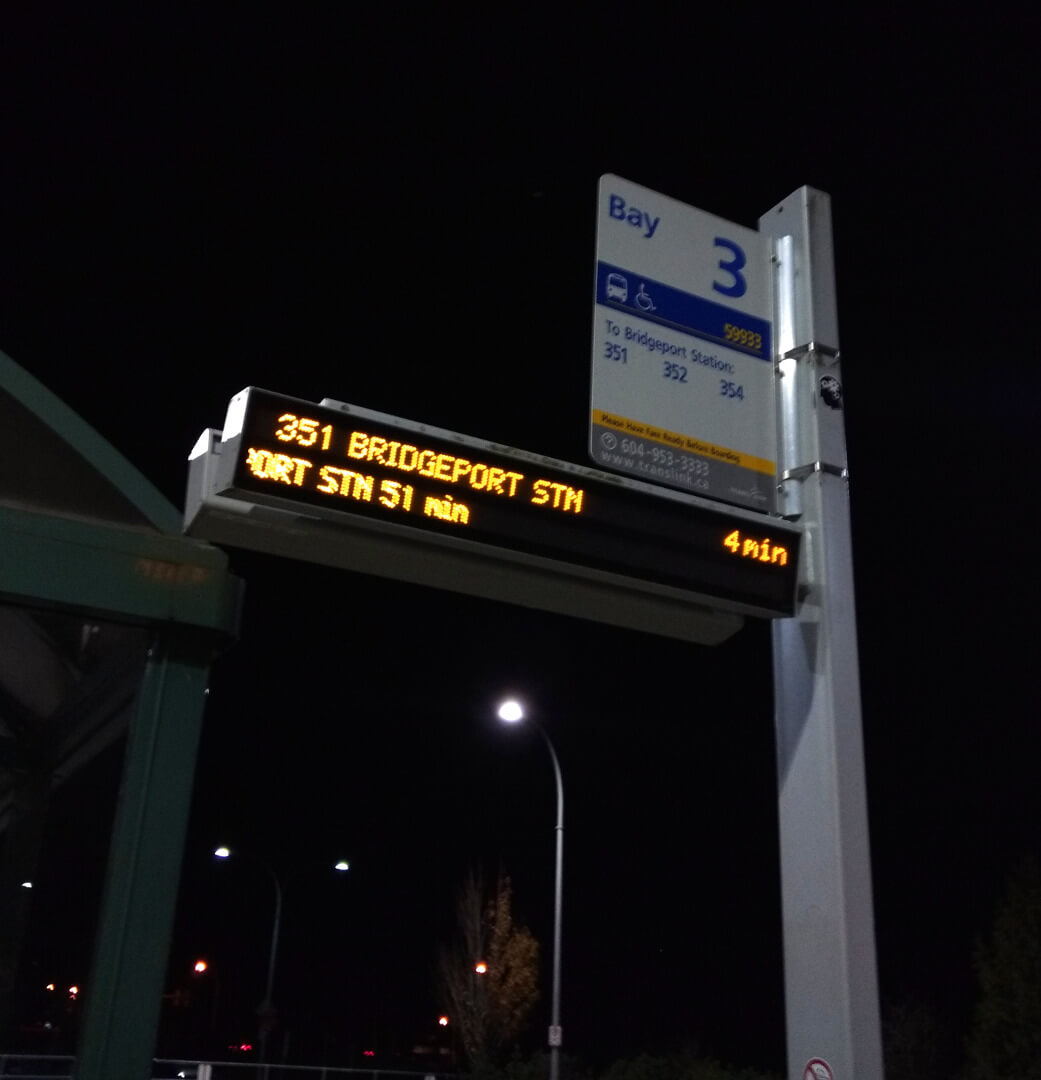 Bay
3
59933
To Bridgeport Station:
351 352 354
Please Have Fare Ready Before Boarding
604-953-3333
www.translink.ca
351 BRIDGEPORT STN 4 min
ORT STN 51 min